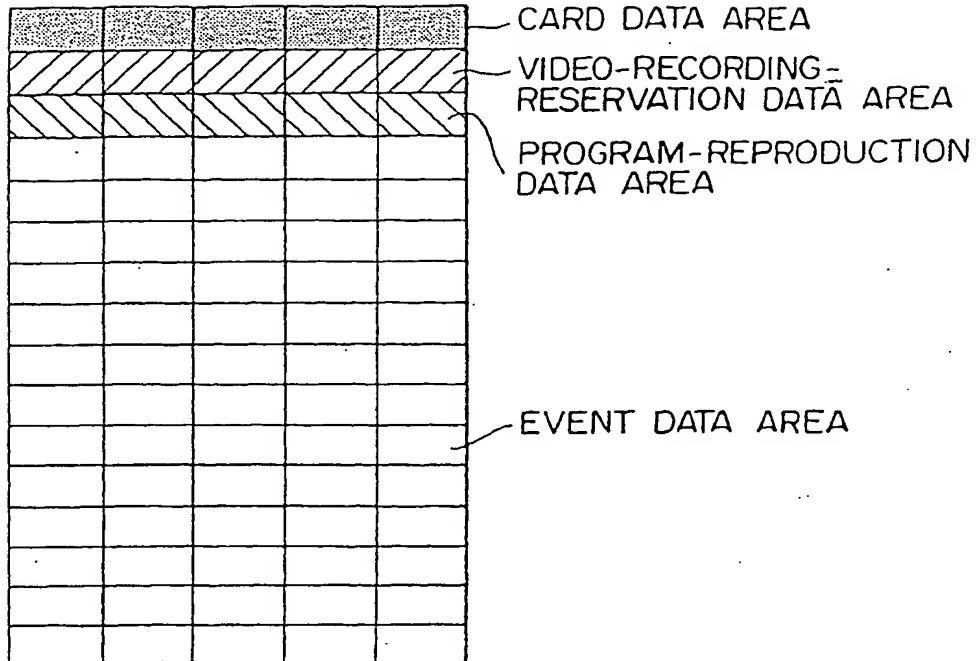 CARD DATA AREA
VIDEO-RECORDING=
RESERVATION DATA AREA
PROGRAM-REPRODUCTION
DATA AREA
EVENT DATA AREA